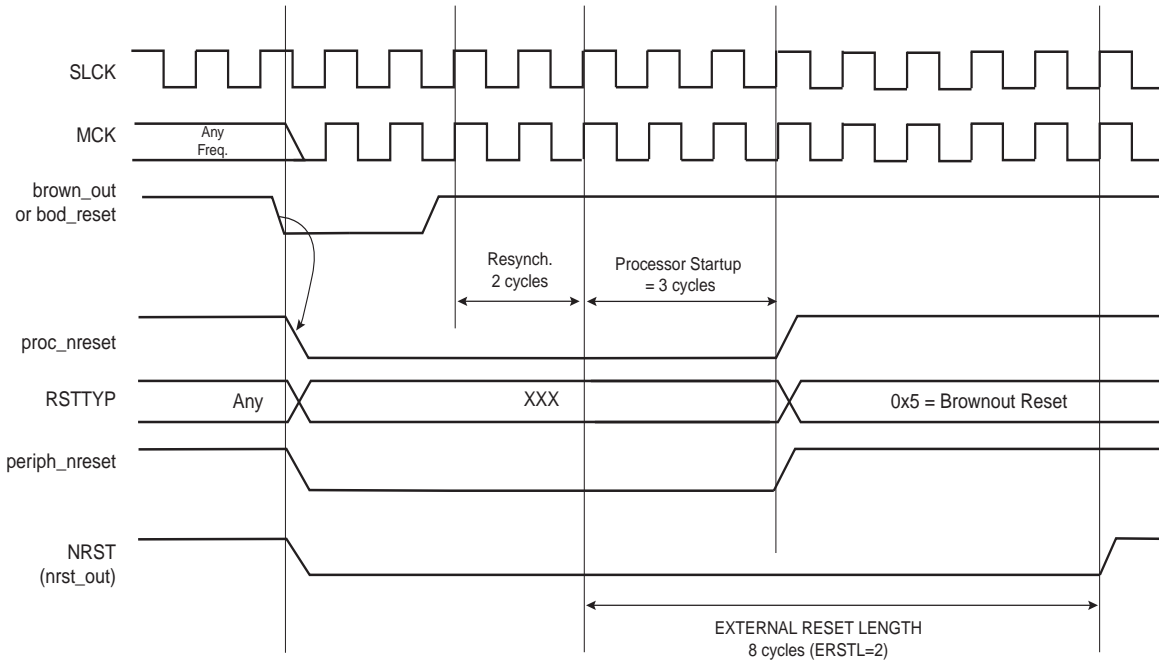 SLCK
MCK
Any
Freq.
brown_out
or bod_reset
Resynch.
2 cycles
Processor Startup
= 3 cycles
proc_nreset
RSTTYP
Any
XXX
0x5 = Brownout Reset
periph_nreset
NRST
(nrst_out)
EXTERNAL RESET LENGTH
8 cycles (ERSTL=2)